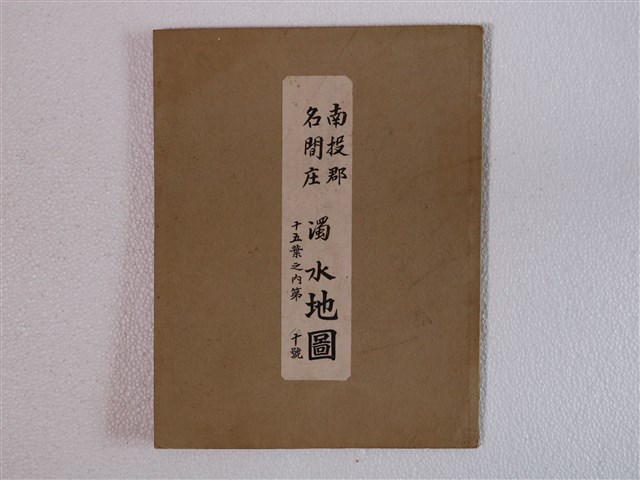 南投郡
名間庄
濁水地圖
十五葉之內第十號